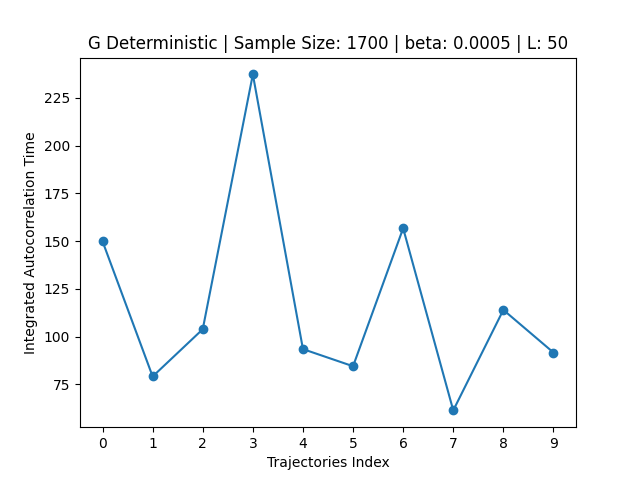 G Deterministic | Sample Size: 1700 | beta: 0.0005 | L: 50
Integrated Autocorrelation Time
225
200
175
150
125
100
75
0 1 2 3 4 5 6 7 8 9
Trajectories Index